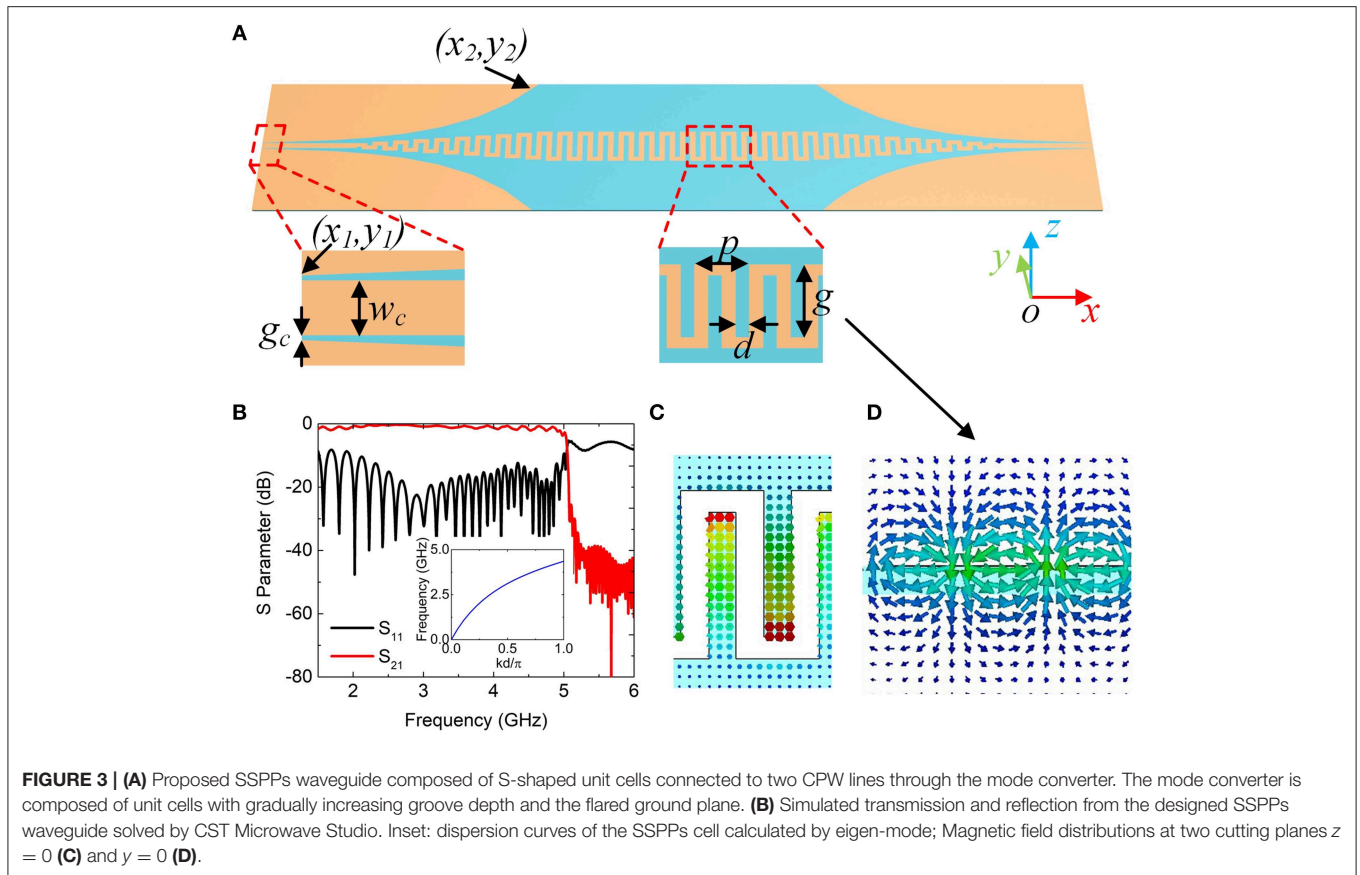 A
(x2,y2)
(x1,y1)
wc
gc
p
g
d
z
y
o
x
B
0
-20
-40
-60
-80
S Parameter (dB)
S11
S21
Frequency (GHz)
5.0
2.5
0.0
0.0 0.5 1.0
kd/π
2 3 4 5 6
Frequency (GHz)
C
D
FIGURE 3 | (A) Proposed SSPPs waveguide composed of S-shaped unit cells connected to two CPW lines through the mode converter. The mode converter is
composed of unit cells with gradually increasing groove depth and the flared ground plane. (B) Simulated transmission and reflection from the designed SSPPs
waveguide solved by CST Microwave Studio. Inset: dispersion curves of the SSPPs cell calculated by eigen-mode; Magnetic field distributions at two cutting planes z
= 0 (C) and y = 0 (D).